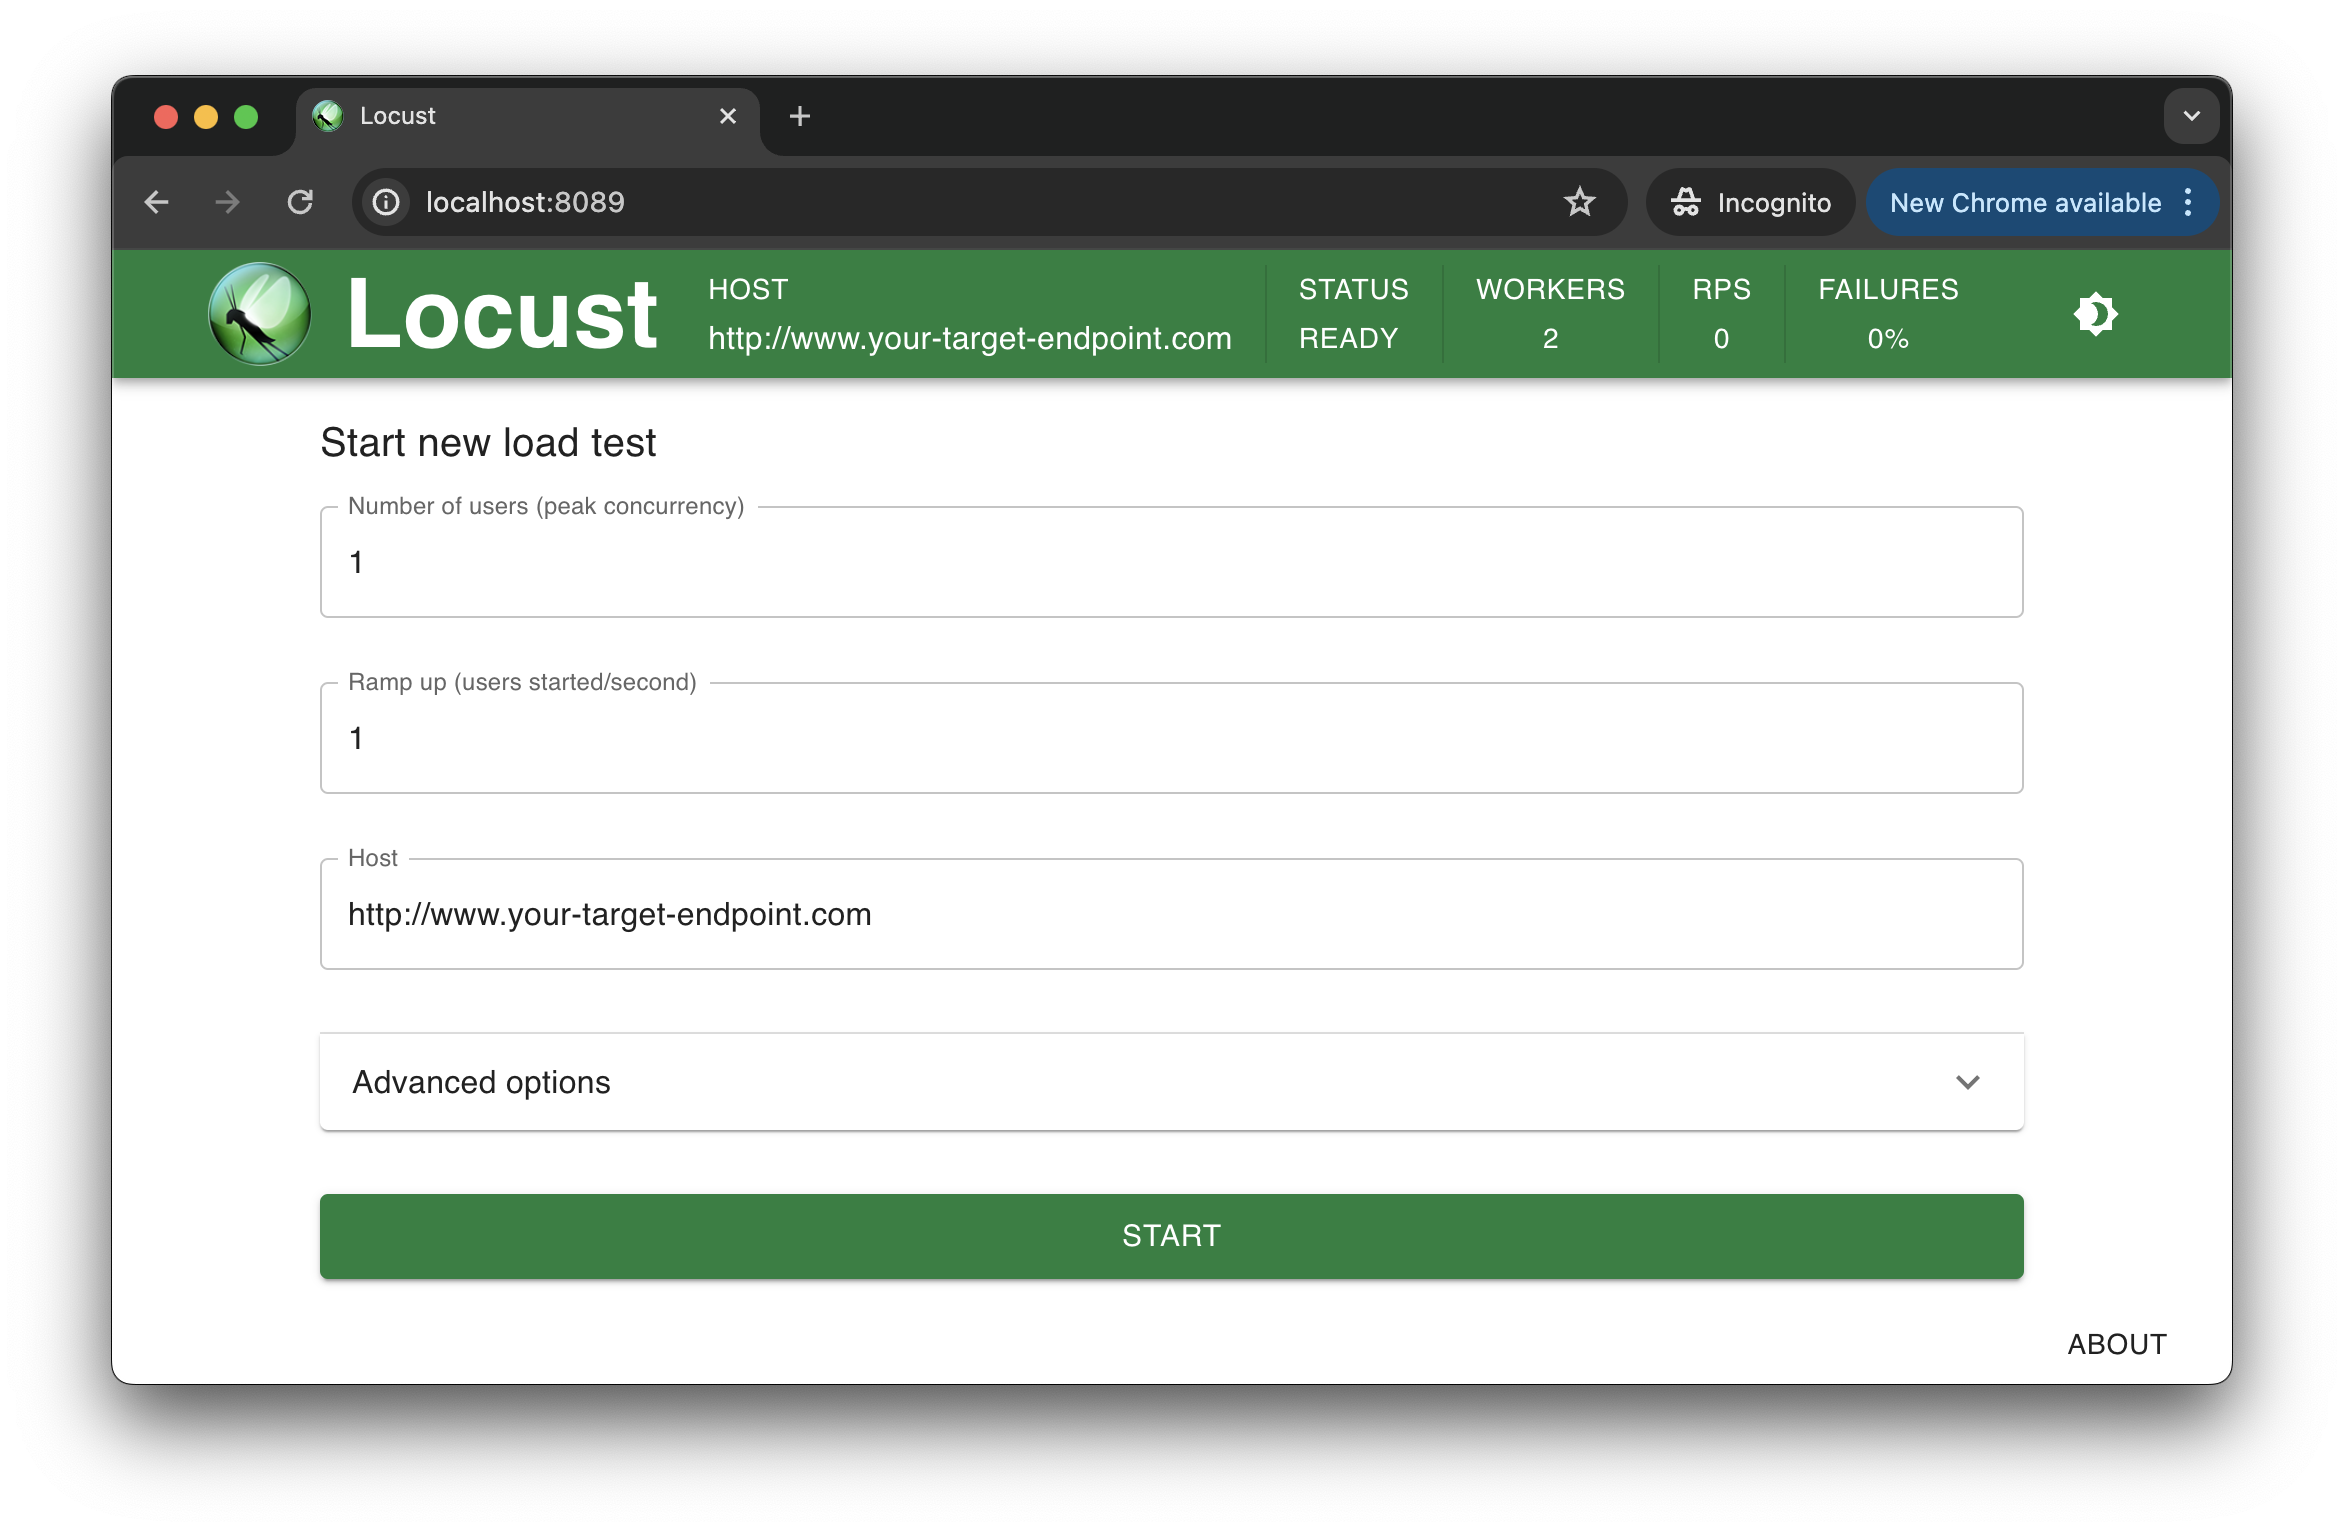 Locust
localhost:8089
Incognito
New Chrome available
Locust
HOST
http://www.your-target-endpoint.com
STATUS
READY
WORKERS
2
RPS
0
FAILURES
0%
Start new load test
Number of users (peak concurrency)
1
Ramp up (users started/second)
1
Host
http://www.your-target-endpoint.com
Advanced options
START
ABOUT